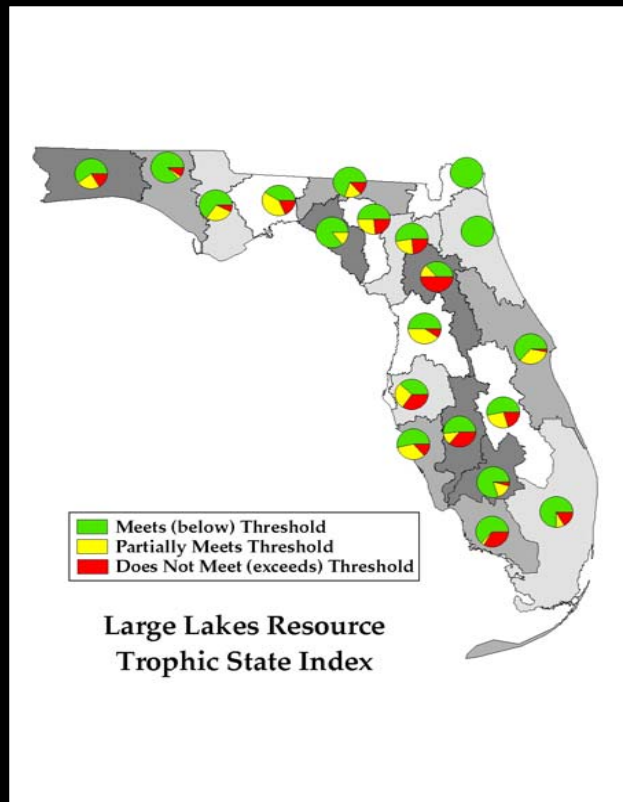 Meets (below) Threshold
Partially Meets Threshold
Does Not Meet (exceeds) Threshold
Large Lakes Resource
Trophic State Index